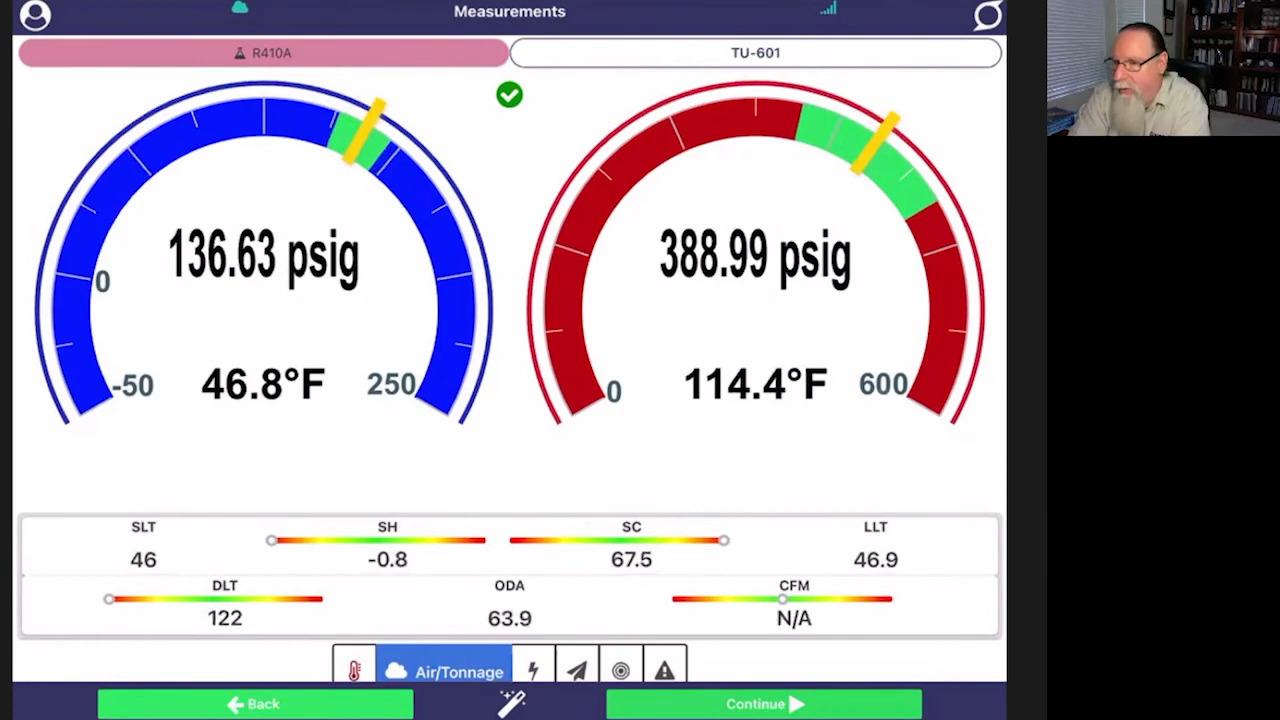 Measurements
R410A
TU-601
136.63 psig
388.99 psig
0
-50
46.8°F
250
0
114.4°F
600
SLT
SH
SC
LLT
46
-0.8
67.5
46.9
DLT
ODA
CFM
122
63.9
N/A
Air/Tonnage
Back
Continue